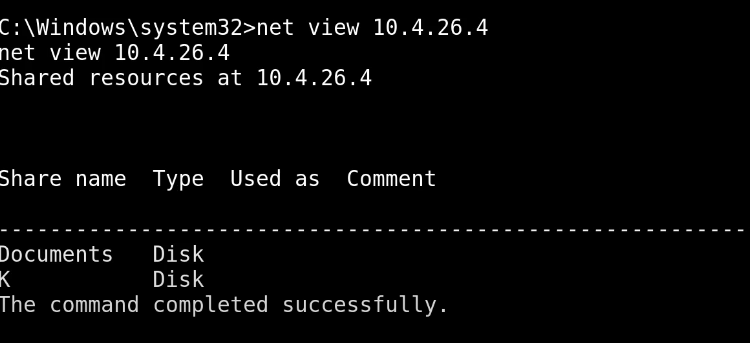 C:\Windows\system32>net view 10.4.26.4
net view 10.4.26.4
Shared resources at 10.4.26.4
Share name  Type  Used as  Comment
----------------------------------------------------------
Documents   Disk
K           Disk
The command completed successfully.